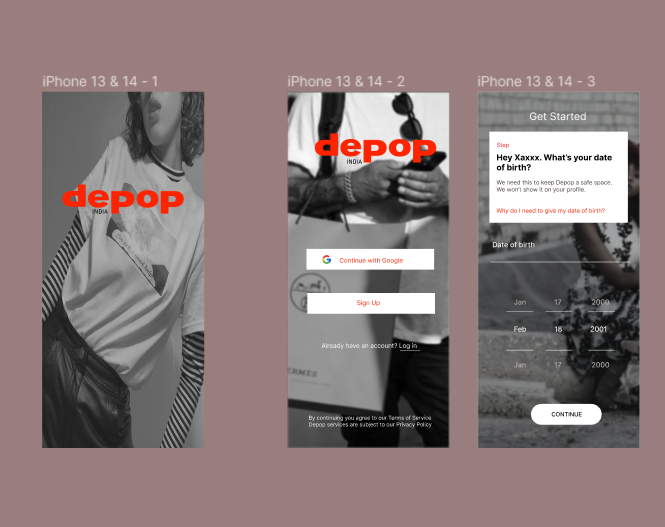 iPhone 13 & 14 - 1
depop
INDIA
iPhone 13 & 14 - 2
depop
INDIA
Continue with Google
Sign Up
Already have an account? Log in
HERMES
By continuing you agree to our Terms of Service
Depop services are subject to our Privacy Policy
iPhone 13 & 14 - 3
Get Started
Step
Hey Xaxxx. What's your date
of birth?
We need this to keep Depop a safe space.
We won't show it on your profile.
Why do I need to give my date of birth?
Date of birth
Jan 17 2000
Feb 18 2001
Jan 17 2000
CONTINUE